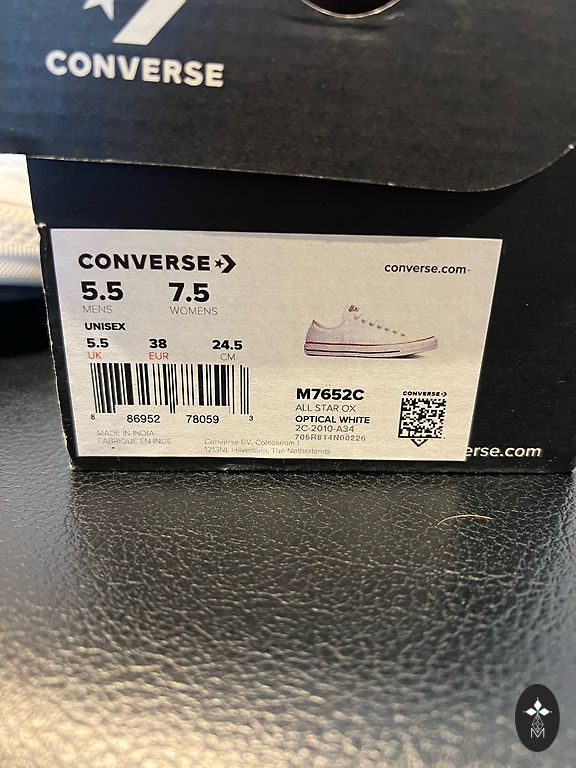 CONVERSE
CONVERSE
converse.com
5.5 7.5
MENS WOMENS
UNISEX
5.5 38 24.5
UK EUR CM
8 86952 78059 3
M7652C
ALL STAR OX
OPTICAL WHITE
2C-2010-A34
706R814N00226
CONVERSE
MADE IN INDIA
FABRIQUE EN INDE
Converse BV, Colosseum 1
1213NL Hilversum, The Netherlands
erse.com
M